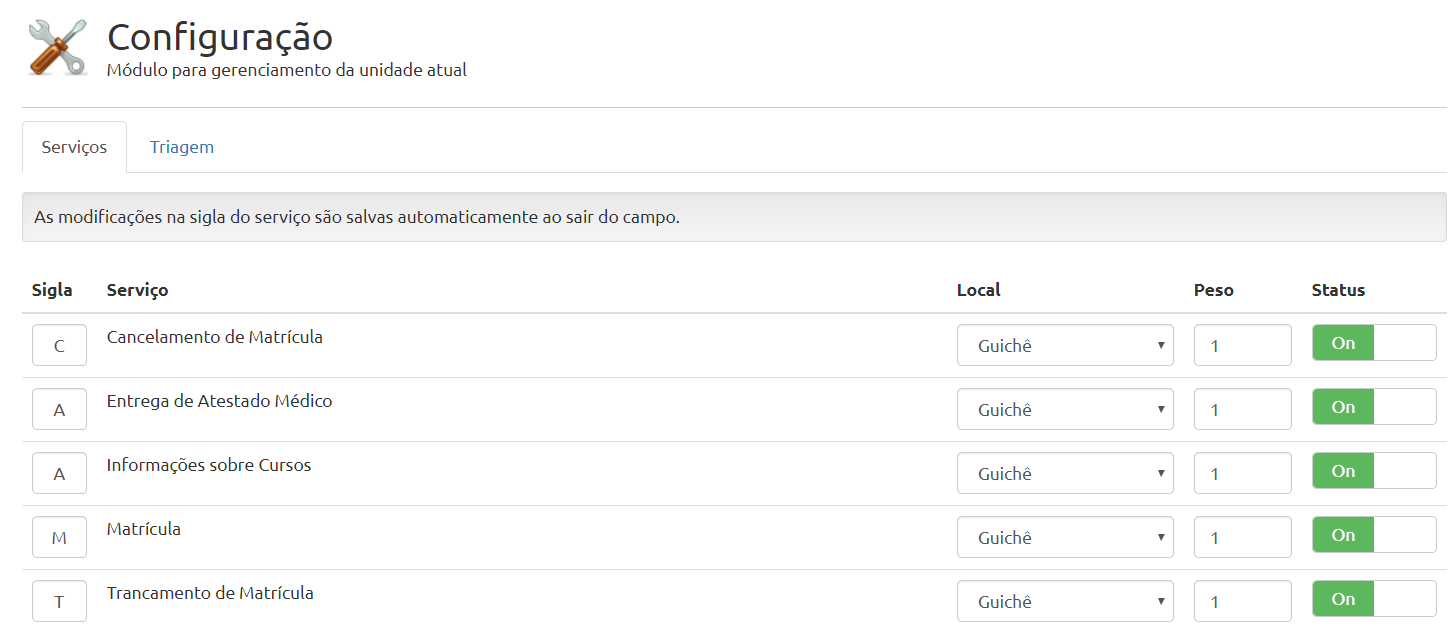 Configuração
Módulo para gerenciamento da unidade atual
Serviços Triagem
As modificações na sigla do serviço são salvas automaticamente ao sair do campo.
Sigla Serviço Local Peso Status
C Cancelamento de Matrícula Guichê 1 On
A Entrega de Atestado Médico Guichê 1 On
A Informações sobre Cursos Guichê 1 On
M Matrícula Guichê 1 On
T Trancamento de Matrícula Guichê 1 On